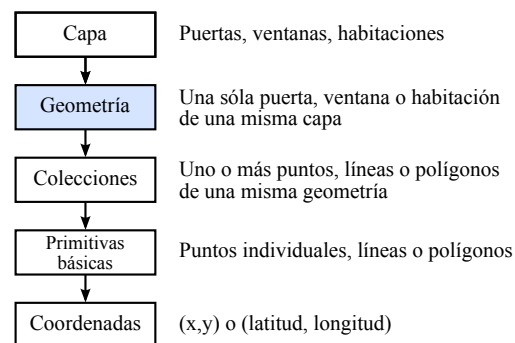 Capa
Puertas, ventanas, habitaciones
Geometría
Una sóla puerta, ventana o habitación
de una misma capa
Colecciones
Uno o más puntos, líneas o polígonos
de una misma geometría
Primitivas
básicas
Puntos individuales, líneas o polígonos
Coordenadas
(x,y) o (latitud, longitud)